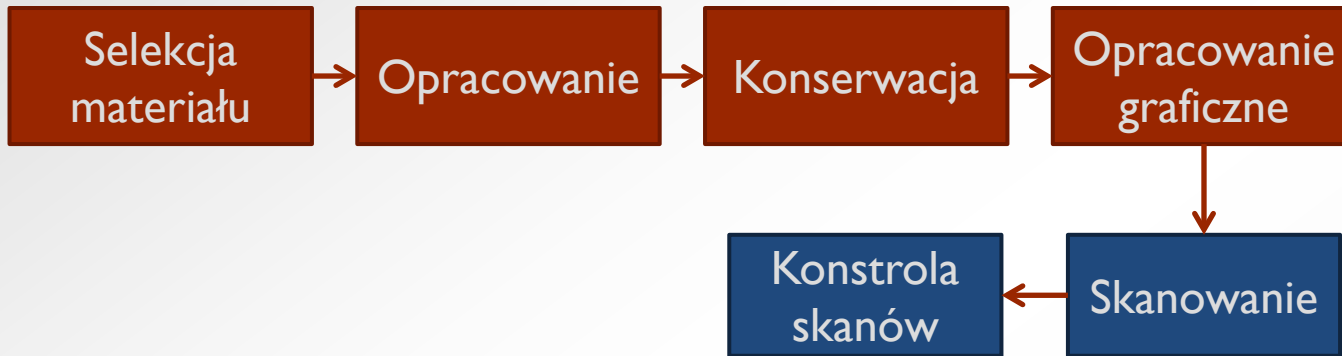 Selekcja
materiału
Opracowanie
Konserwacja
Opracowanie
graficzne
Skanowanie
Konstrola
skanów